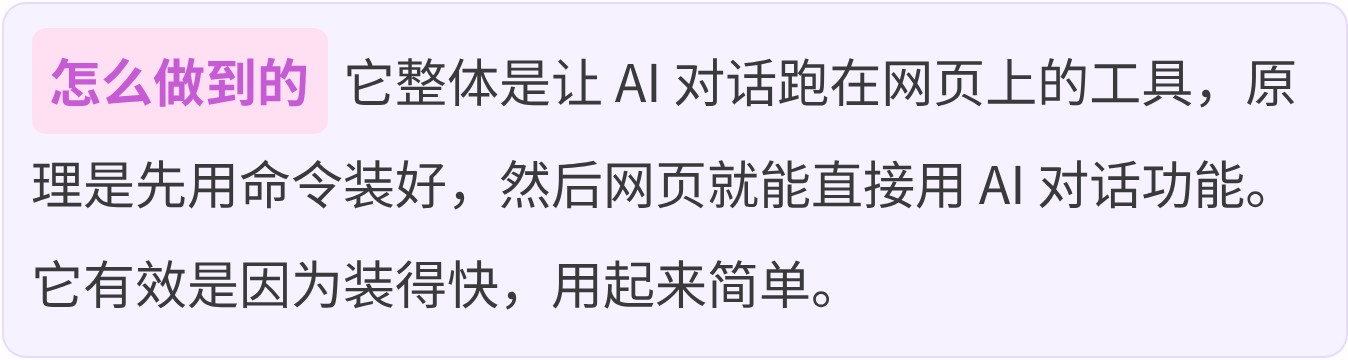 怎么做到的 它整体是让 AI 对话跑在网页上的工具，原
理是先用命令装好，然后网页就能直接用 AI 对话功能。
它有效是因为装得快，用起来简单。